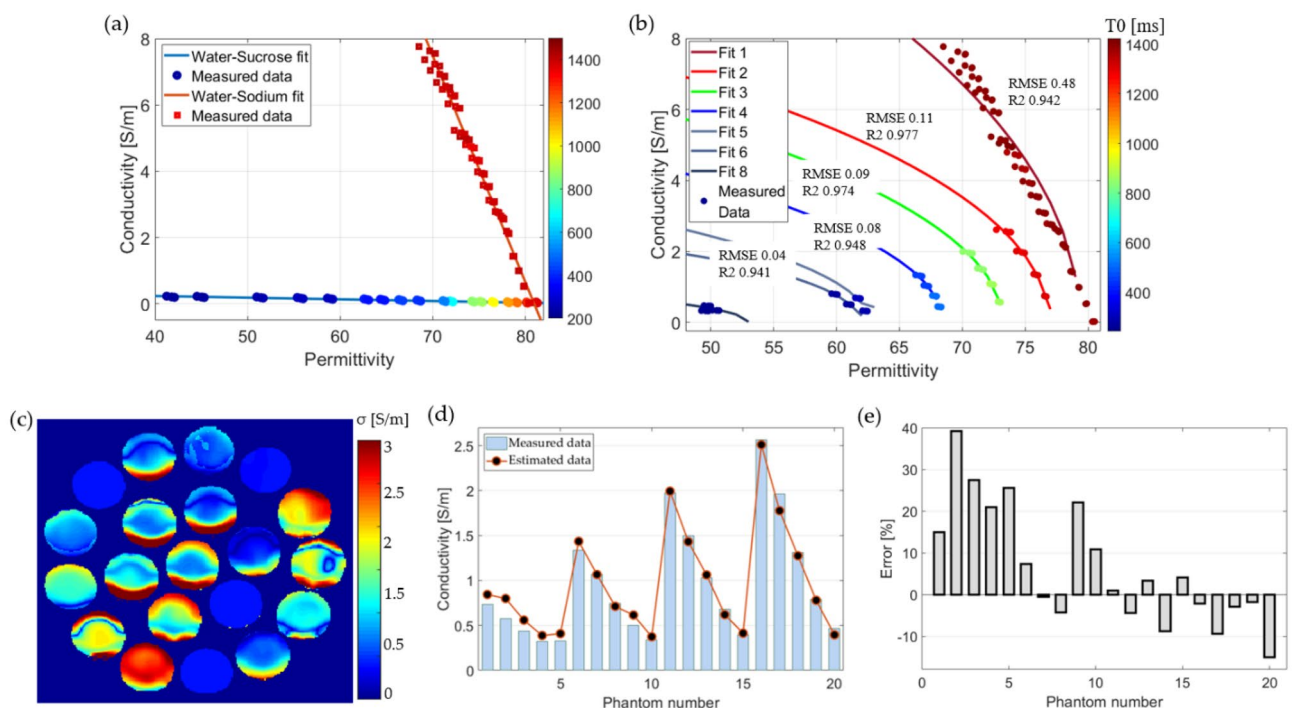 (a)
Conductivity [S/m]
8
6
4
2
0
Water-Sucrose fit
Measured data
Water-Sodium fit
Measured data
40
50
60
70
80
Permittivity
1400
1200
1000
800
600
400
200
(b)
T0 [ms]
Conductivity [S/m]
8
6
4
2
0
Fit 1
Fit 2
Fit 3
Fit 4
Fit 5
Fit 6
Fit 8
Measured
Data
RMSE 0.48
R2 0.942
RMSE 0.11
R2 0.977
RMSE 0.09
R2 0.974
RMSE 0.08
R2 0.948
RMSE 0.04
R2 0.941
50
55
60
65
70
75
80
Permittivity
1400
1200
1000
800
600
400
(c)
σ [S/m]
3
2.5
2
1.5
1
0.5
0
(d)
Conductivity [S/m]
2.5
2
1.5
1
0.5
0
Measured data
Estimated data
5
10
15
20
Phantom number
(e)
Error [%]
40
30
20
10
0
-10
0
5
10
15
20
Phantom number